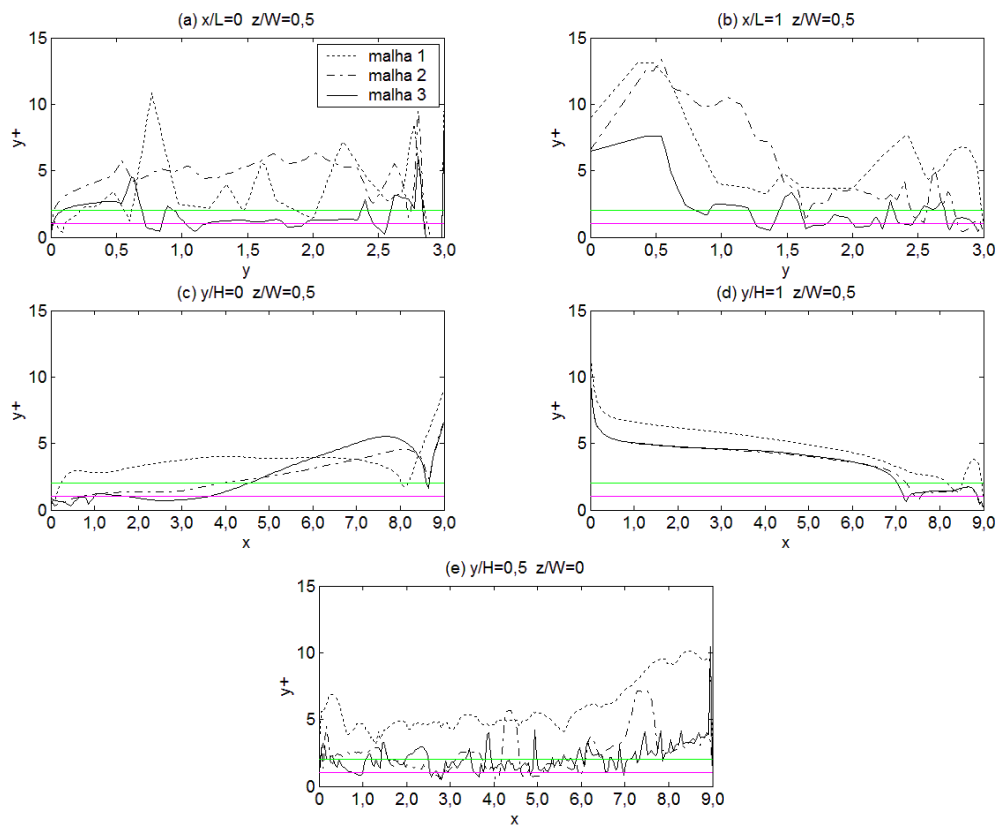 (a) x/L=0 z/W=0,5
15
10
5
0
y+
malha 1
malha 2
malha 3
0 0,5 1,0 1,5 2,0 2,5 3,0
y
(b) x/L=1 z/W=0,5
15
10
5
0
y+
0 0,5 1,0 1,5 2,0 2,5 3,0
y
(c) y/H=0 z/W=0,5
15
10
5
0
y+
0 1,0 2,0 3,0 4,0 5,0 6,0 7,0 8,0 9,0
x
(d) y/H=1 z/W=0,5
15
10
5
0
y+
0 1,0 2,0 3,0 4,0 5,0 6,0 7,0 8,0 9,0
x
(e) y/H=0,5 z/W=0
15
10
5
0
y+
0 1,0 2,0 3,0 4,0 5,0 6,0 7,0 8,0 9,0
x